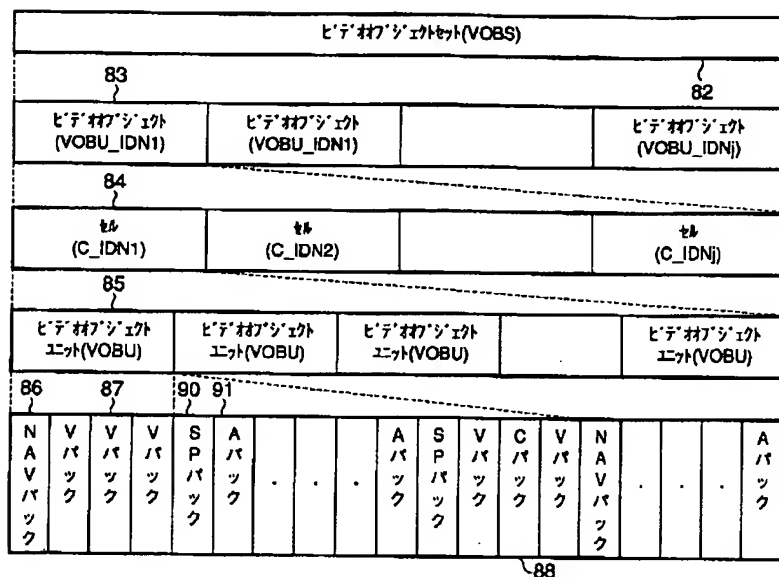 ﾋﾞﾃﾞｵｵﾌﾞｼﾞｪｸﾄｾｯﾄ(VOBS)
83
82
ﾋﾞﾃﾞｵｵﾌﾞｼﾞｪｸﾄ
(VOBU_IDN1)
ﾋﾞﾃﾞｵｵﾌﾞｼﾞｪｸﾄ
(VOBU_IDN1)
ﾋﾞﾃﾞｵｵﾌﾞｼﾞｪｸﾄ
(VOBU_IDNj)
84
ｾﾙ
(C_IDN1)
ｾﾙ
(C_IDN2)
ｾﾙ
(C_IDNj)
85
ﾋﾞﾃﾞｵｵﾌﾞｼﾞｪｸﾄ
ﾕﾆｯﾄ(VOBU)
ﾋﾞﾃﾞｵｵﾌﾞｼﾞｪｸﾄ
ﾕﾆｯﾄ(VOBU)
ﾋﾞﾃﾞｵｵﾌﾞｼﾞｪｸﾄ
ﾕﾆｯﾄ(VOBU)
ﾋﾞﾃﾞｵｵﾌﾞｼﾞｪｸﾄ
ﾕﾆｯﾄ(VOBU)
86
87
90
91
NAVパック
Vパック
Vパック
Vパック
SPパック
Aパック
・
・
・
Aパック
SPパック
Vパック
Cパック
Vパック
NAVパック
・
・
・
Aパック
88